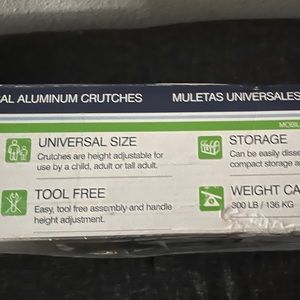 AL ALUMINUM CRUTCHES MULETAS UNIVERSALES
MOBIL
UNIVERSAL SIZE
Crutches are height adjustable for
use by a child, adult or tall adult.
STORAGE
Can be easily disse
compact storage a
TOOL FREE
Easy, tool free assembly and handle
height adjustment.
WEIGHT CA
300 LB / 136 KG